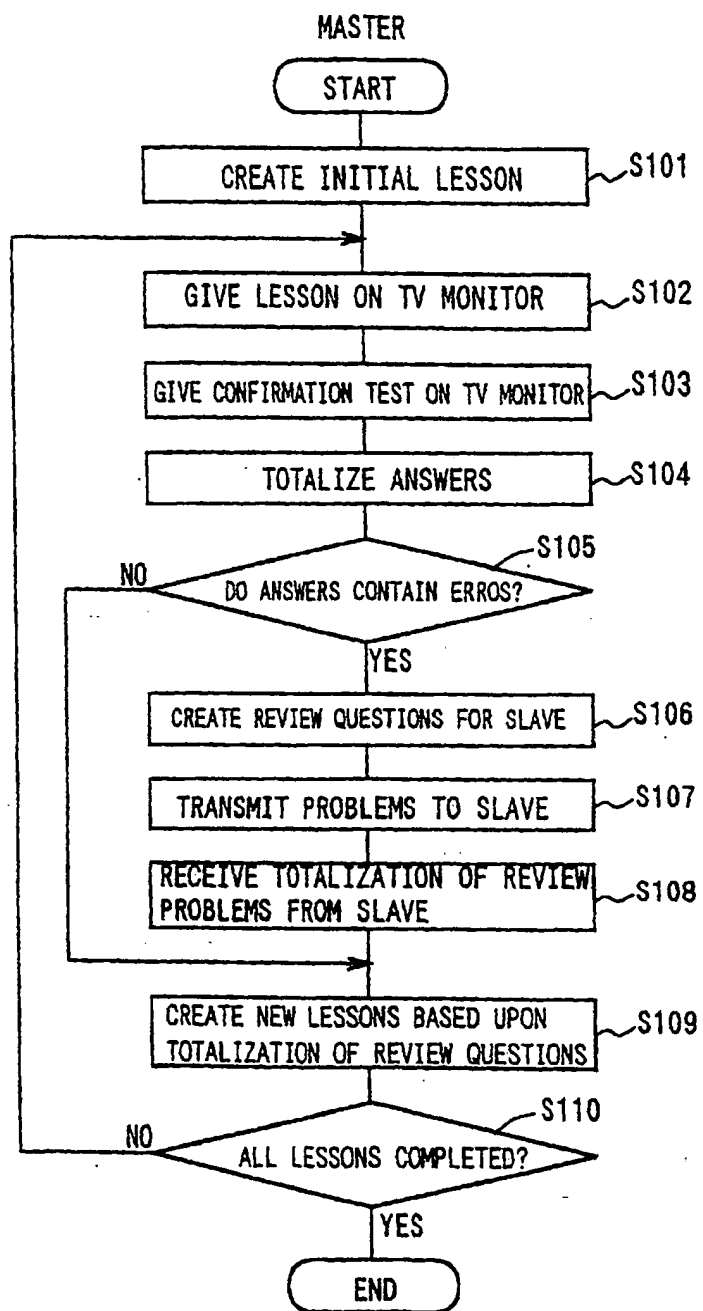 MASTER
START
CREATE INITIAL LESSON
S101
GIVE LESSON ON TV MONITOR
S102
GIVE CONFIRMATION TEST ON TV MONITOR
S103
TOTALIZE ANSWERS
S104
S105
NO
DO ANSWERS CONTAIN ERROS?
YES
CREATE REVIEW QUESTIONS FOR SLAVE
S106
TRANSMIT PROBLEMS TO SLAVE
S107
RECEIVE TOTALIZATION OF REVIEW
PROBLEMS FROM SLAVE
S108
CREATE NEW LESSONS BASED UPON
TOTALIZATION OF REVIEW QUESTIONS
S109
S110
NO
ALL LESSONS COMPLETED?
YES
END